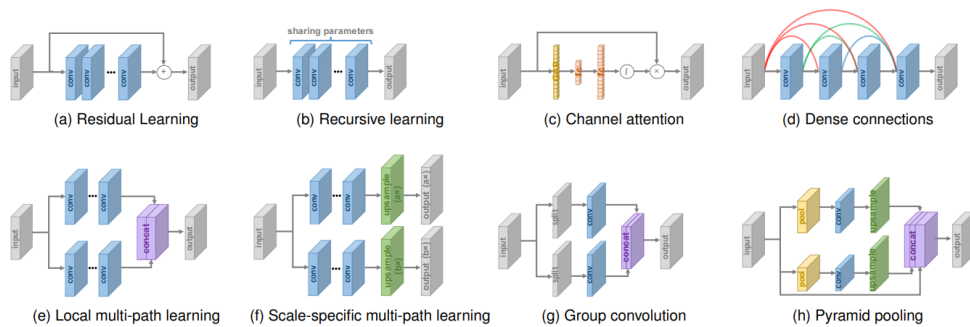 input
conv
conv
conv
output
(a) Residual Learning
sharing parameters
input
conv
conv
conv
output
(b) Recursive learning
input
output
(c) Channel attention
input
conv
conv
conv
conv
output
(d) Dense connections
input
conv
conv
conv
conv
concat
output
(e) Local multi-path learning
input
conv
conv
upsample
(a×)
output (a×)
conv
conv
upsample
(b×)
output (b×)
(f) Scale-specific multi-path learning
input
split
conv
split
conv
concat
output
(g) Group convolution
input
pool
conv
upsample
pool
conv
upsample
concat
output
(h) Pyramid pooling